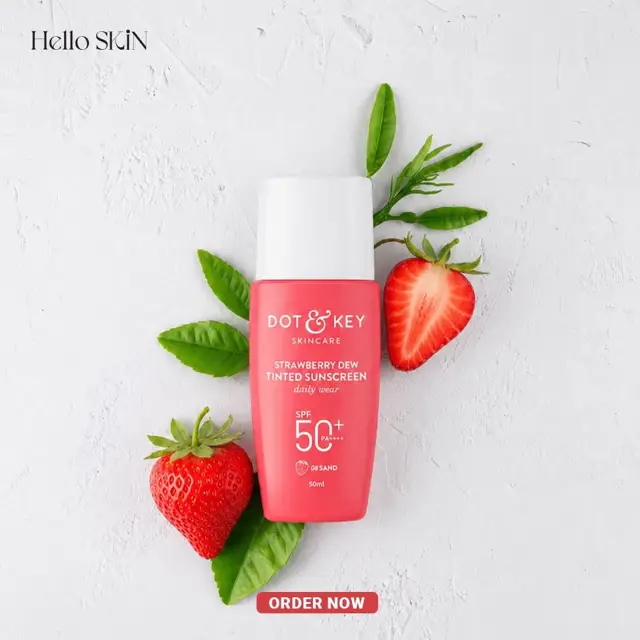 Hello SKiN
DOT & KEY
SKINCARE
STRAWBERRY DEW
TINTED SUNSCREEN
daily wear
SPF
50+
PA++++
08 SAND
50ml
ORDER NOW